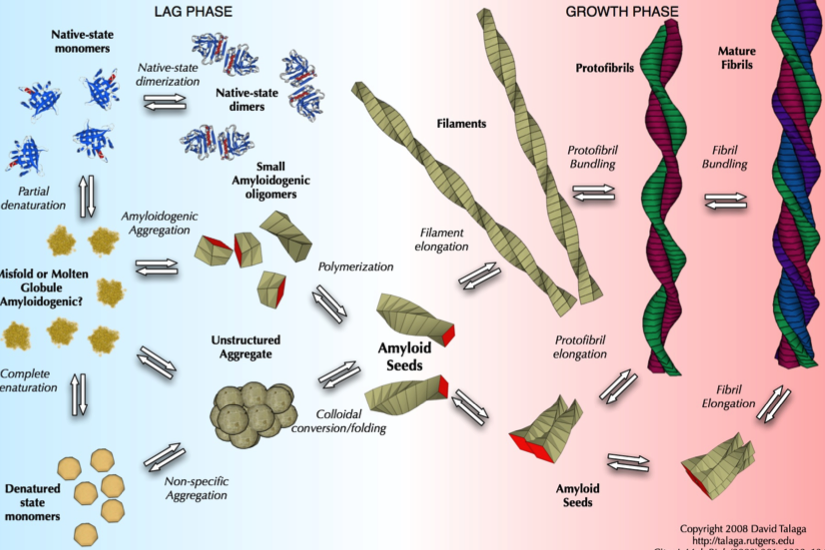 LAG PHASE
GROWTH PHASE
Native-state
monomers
Native-state
dimerization
Native-state
dimers
Small
Amyloidogenic
oligomers
Partial
denaturation
Amyloidogenic
Aggregation
Misfold or Molten
Globule
Amyloidogenic?
Polymerization
Unstructured
Aggregate
Complete
enaturation
Colloidal
conversion/folding
Denatured
state
monomers
Non-specific
Aggregation
Amyloid
Seeds
Filaments
Filament
elongation
Protofibril
Bundling
Protofibrils
Fibril
Bundling
Mature
Fibrils
Protofibril
elongation
Fibril
Elongation
Amyloid
Seeds
Copyright 2008 David Talaga
http://talaga.rutgers.edu